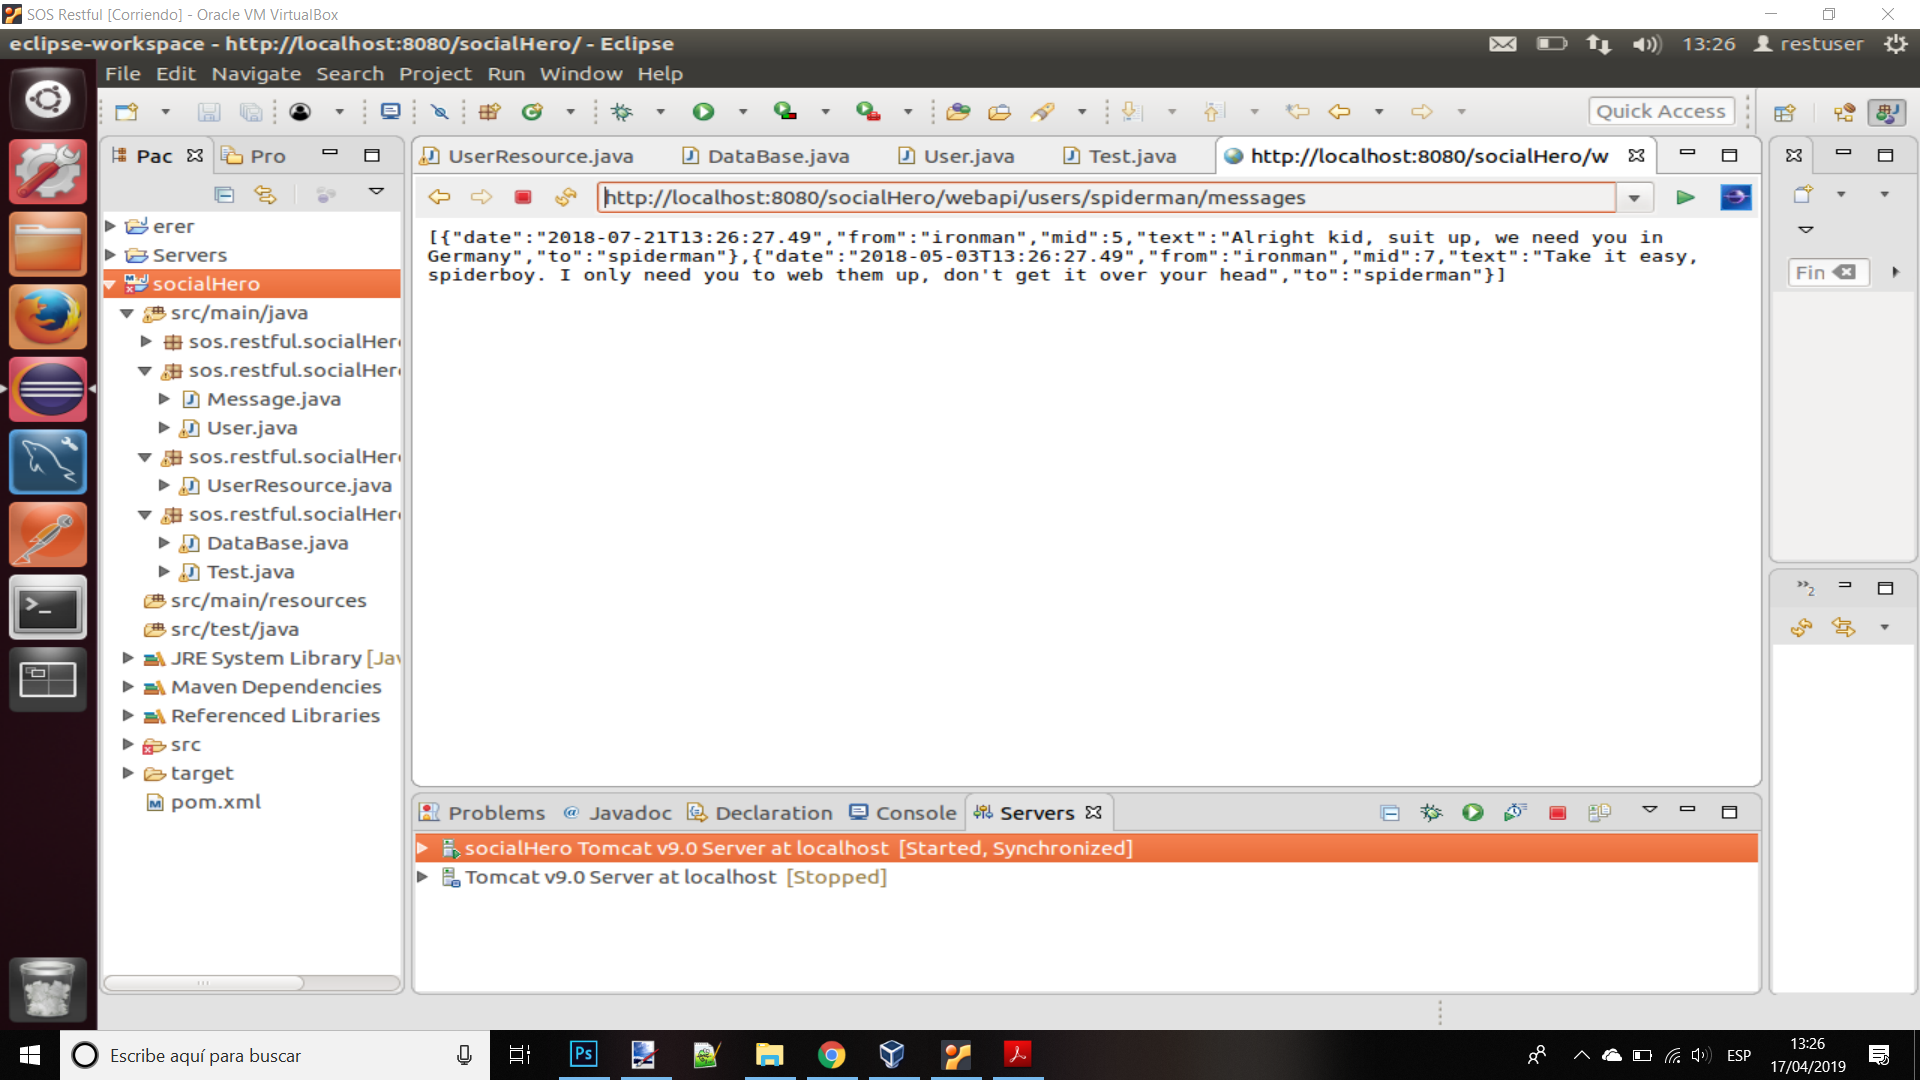 SOS Restful [Corriendo] - Oracle VM VirtualBox
eclipse-workspace - http://localhost:8080/socialHero/ - Eclipse
13:26 restuser
File Edit Navigate Search Project Run Window Help
Quick Access
Pac Pro
UserResource.java DataBase.java User.java Test.java http://localhost:8080/socialHero/w
http://localhost:8080/socialHero/webapi/users/spiderman/messages
[{"date":"2018-07-21T13:26:27.49","from":"ironman","mid":5,"text":"Alright kid, suit up, we need you in
Germany","to":"spiderman"},{"date":"2018-05-03T13:26:27.49","from":"ironman","mid":7,"text":"Take it easy,
spiderboy. I only need you to web them up, don't get it over your head","to":"spiderman"}]
Fin
erer
Servers
socialHero
src/main/java
sos.restful.socialHer
sos.restful.socialHer
Message.java
User.java
sos.restful.socialHer
UserResource.java
sos.restful.socialHer
DataBase.java
Test.java
src/main/resources
src/test/java
JRE System Library [Jav
Maven Dependencies
Referenced Libraries
src
target
pom.xml
2
Problems Javadoc Declaration Console Servers
socialHero Tomcat v9.0 Server at localhost [Started, Synchronized]
Tomcat v9.0 Server at localhost [Stopped]
Escribe aquí para buscar
Ps
ESP
13:26
17/04/2019